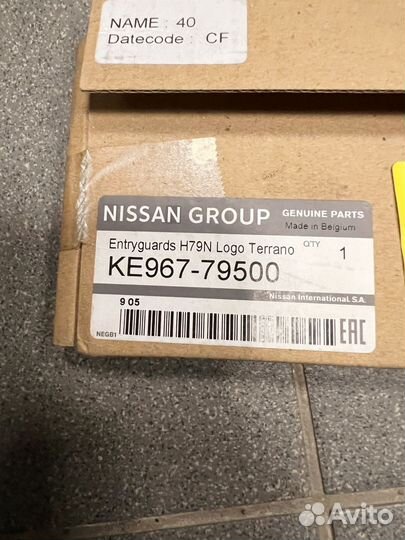 NAME : 40
Datecode : CF
NISSAN GROUP GENUINE PARTS
Made in Belgium
Entryguards H79N Logo Terrano QTY 1
KE967-79500
9 05 Nissan International S.A.
NEGB1 EAC
Avito